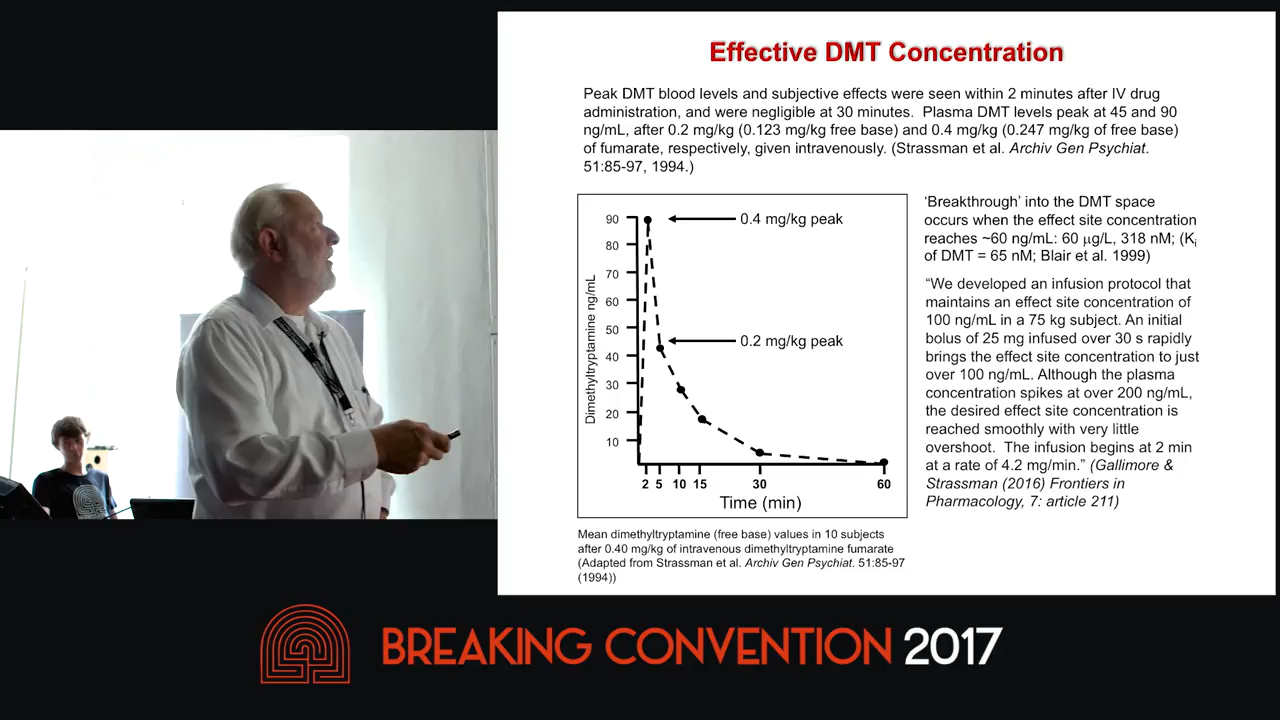 Effective DMT Concentration
Peak DMT blood levels and subjective effects were seen within 2 minutes after IV drug
administration, and were negligible at 30 minutes. Plasma DMT levels peak at 45 and 90
ng/mL, after 0.2 mg/kg (0.123 mg/kg free base) and 0.4 mg/kg (0.247 mg/kg of free base)
of fumarate, respectively, given intravenously. (Strassman et al. Archiv Gen Psychiat.
51:85-97, 1994.)
Dimethyltryptamine ng/mL
90
80
70
60
50
40
30
20
10
0.4 mg/kg peak
0.2 mg/kg peak
2 5 10 15 30 60
Time (min)
Mean dimethyltryptamine (free base) values in 10 subjects
after 0.40 mg/kg of intravenous dimethyltryptamine fumarate
(Adapted from Strassman et al. Archiv Gen Psychiat. 51:85-97
(1994))
‘Breakthrough’ into the DMT space
occurs when the effect site concentration
reaches ~60 ng/mL: 60 μg/L, 318 nM; (Ki
of DMT = 65 nM; Blair et al. 1999)
“We developed an infusion protocol that
maintains an effect site concentration of
100 ng/mL in a 75 kg subject. An initial
bolus of 25 mg infused over 30 s rapidly
brings the effect site concentration to just
over 100 ng/mL. Although the plasma
concentration spikes at over 200 ng/mL,
the desired effect site concentration is
reached smoothly with very little
overshoot. The infusion begins at 2 min
at a rate of 4.2 mg/min.” (Gallimore &
Strassman (2016) Frontiers in
Pharmacology, 7: article 211)
BREAKING CONVENTION 2017